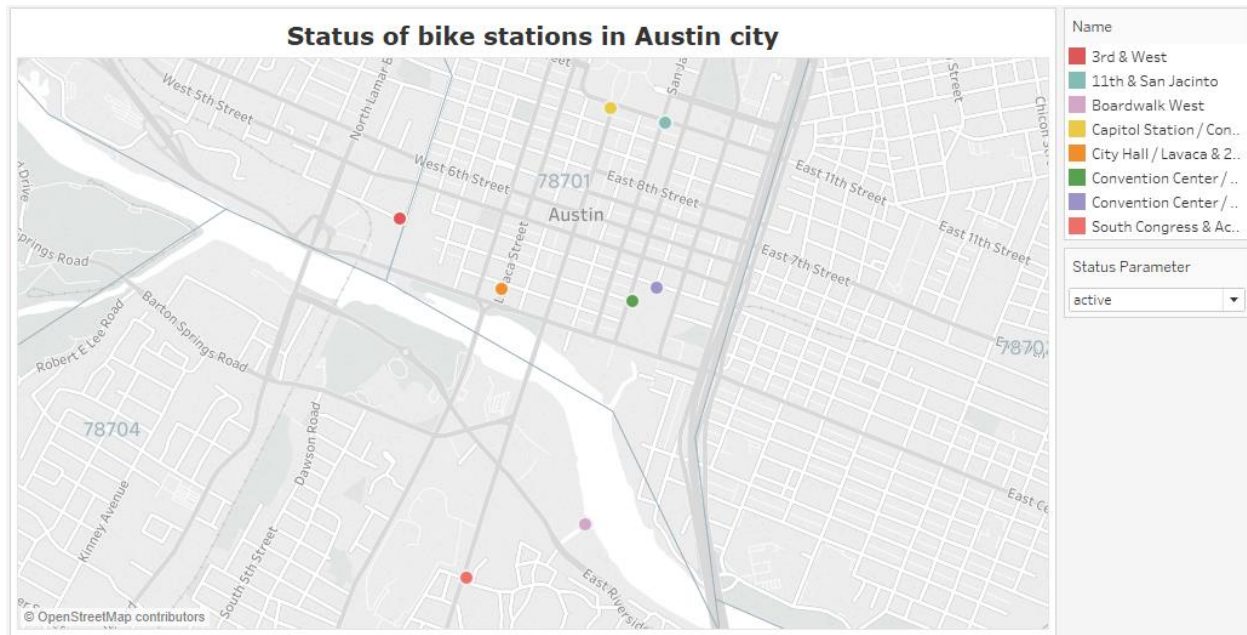 Status of bike stations in Austin city
West 5th Street
North Lamar B
San Ja
Street
Chicon Str
Drive
West 6th Street
78701
East 8th Street
East 11th Street
Austin
Springs Road
Lavaca Street
East 7th Street
East 11th Street
Barton Springs Road
Robert E Lee Road
78702
78704
Dawson Road
Kinney Avenue
South 5th Street
East Ce
East Riverside
© OpenStreetMap contributors
Name
3rd & West
11th & San Jacinto
Boardwalk West
Capitol Station / Con..
City Hall / Lavaca & 2..
Convention Center / ..
Convention Center / ..
South Congress & Ac..
Status Parameter
active